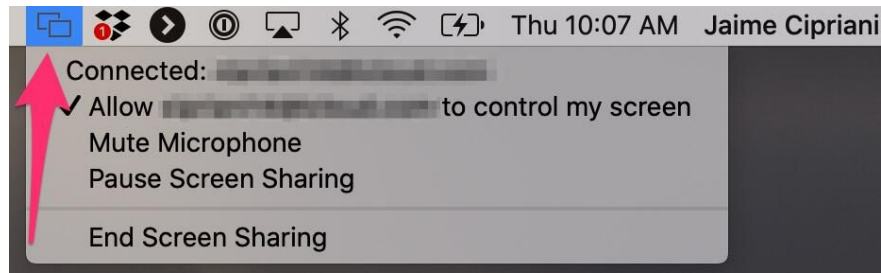 1 Thu 10:07 AM Jaime Cipriani
Connected:
✓ Allow to control my screen
Mute Microphone
Pause Screen Sharing
End Screen Sharing